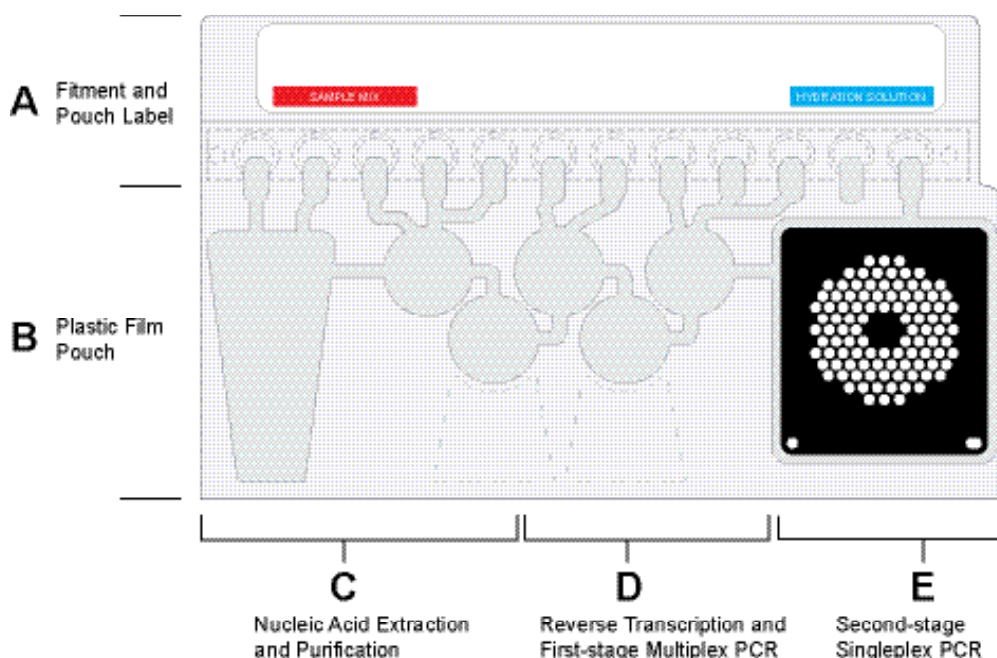 SAMPLE MIX
HYDRATION SOLUTION
A
Fitment and
Pouch Label
B
Plastic Film
Pouch
C
Nucleic Acid Extraction
and Purification
D
Reverse Transcription and
First-stage Multiplex PCR
E
Second-stage
Singleplex PCR